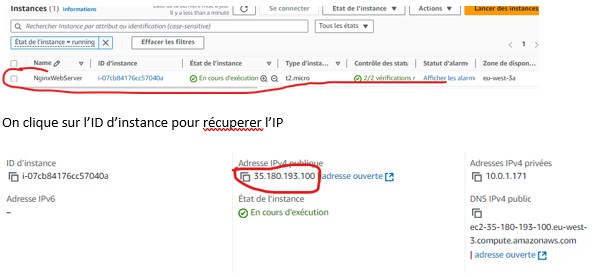 Instances (1) Informations
il y a less than a minute
Se connecter
État de l'instance
Actions
Lancer des instances
Rechercher Instance par attribut ou identification (case-sensitive)
Tous les états
État de l'instance = running
Effacer les filtres
1
Name
ID d'instance
État de l'instance
Type d'insta...
Contrôle des statu
Statut d'alarm
Zone de dispon...
NginxWebServer
i-07cb84176cc57040a
En cours d'exécution
t2.micro
2/2 vérifications r
Afficher les alarme
eu-west-3a
On clique sur l'ID d'instance pour récuperer l'IP
ID d'instance
i-07cb84176cc57040a
Adresse IPv4 publique
35.180.193.100
adresse ouverte
Adresses IPv4 privées
10.0.1.171
Adresse IPv6
–
État de l'instance
En cours d'exécution
DNS IPv4 public
ec2-35-180-193-100.eu-west-
3.compute.amazonaws.com
| adresse ouverte